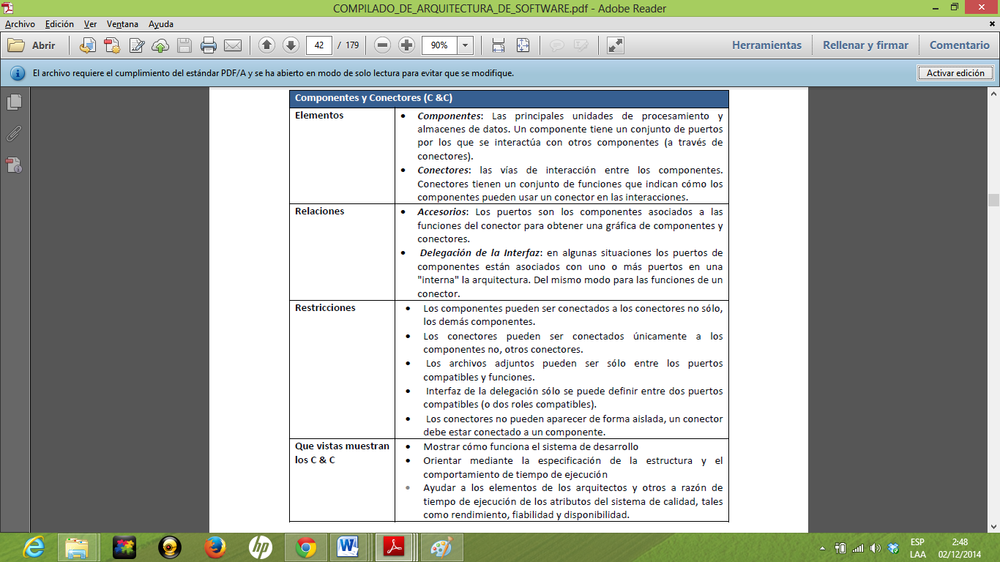 COMPILADO_DE_ARQUITECTURA_DE_SOFTWARE.pdf - Adobe Reader
Archivo Edición Ver Ventana Ayuda
Abrir 42 / 179 90% Herramientas Rellenar y firmar Comentario
El archivo requiere el cumplimiento del estándar PDF/A y se ha abierto en modo de solo lectura para evitar que se modifique. Activar edición
Componentes y Conectores (C &C)
Elementos
• Componentes: Las principales unidades de procesamiento y
almacenes de datos. Un componente tiene un conjunto de puertos
por los que se interactúa con otros componentes (a través de
conectores).
• Conectores: las vías de interacción entre los componentes.
Conectores tienen un conjunto de funciones que indican cómo los
componentes pueden usar un conector en las interacciones.
Relaciones
• Accesorios: Los puertos son los componentes asociados a las
funciones del conector para obtener una gráfica de componentes y
conectores.
• Delegación de la Interfaz: en algunas situaciones los puertos de
componentes están asociados con uno o más puertos en una
"interna" la arquitectura. Del mismo modo para las funciones de un
conector.
Restricciones
• Los componentes pueden ser conectados a los conectores no sólo,
los demás componentes.
• Los conectores pueden ser conectados únicamente a los
componentes no, otros conectores.
• Los archivos adjuntos pueden ser sólo entre los puertos
compatibles y funciones.
• Interfaz de la delegación sólo se puede definir entre dos puertos
compatibles (o dos roles compatibles).
• Los conectores no pueden aparecer de forma aislada, un conector
debe estar conectado a un componente.
Que vistas muestran
los C & C
• Mostrar cómo funciona el sistema de desarrollo
• Orientar mediante la especificación de la estructura y el
comportamiento de tiempo de ejecución
• Ayudar a los elementos de los arquitectos y otros a razón de
tiempo de ejecución de los atributos del sistema de calidad, tales
como rendimiento, fiabilidad y disponibilidad.
hp
ESP
LAA
2:48
02/12/2014